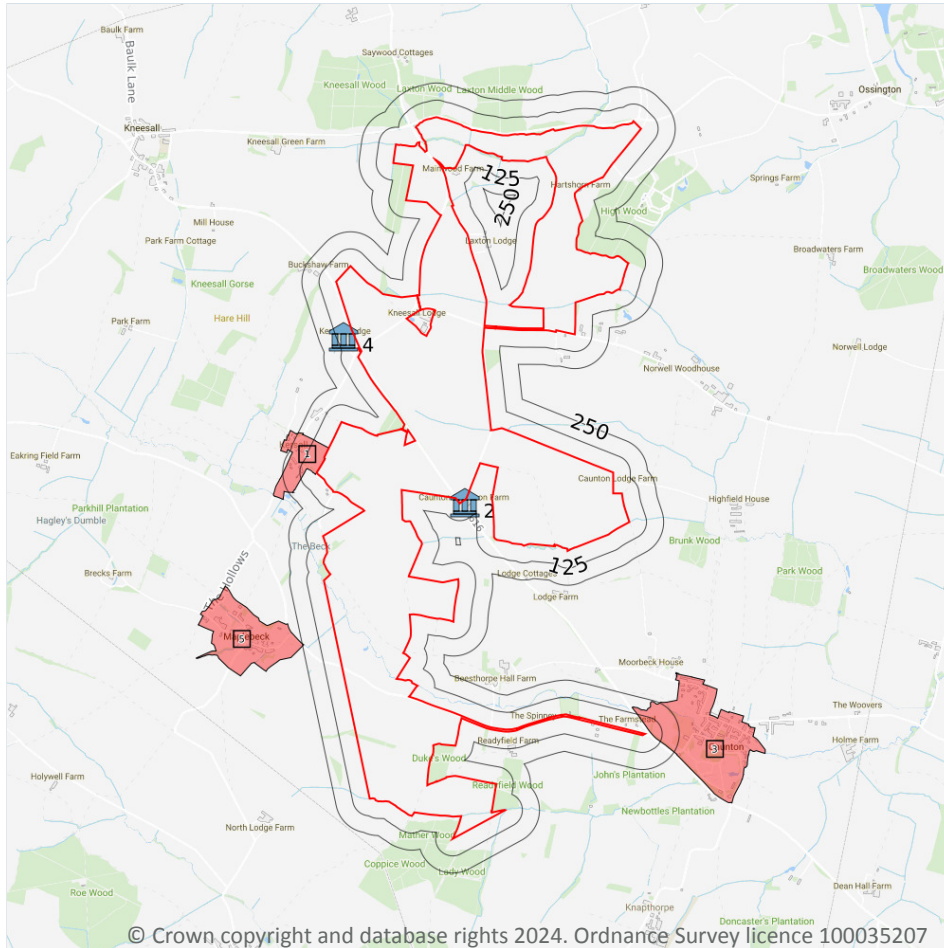 Baulk Farm
Baulk Lane
Saywood Cottages
Kneesall Wood
Laxton Wood
Laxton Middle Wood
Ossington
Kneesall
Kneesall Green Farm
125
250
Hartshorn Farm
Springs Farm
High Wood
Mill House
Park Farm Cottage
Laxton Lodge
Broadwaters Farm
Buckshaw Farm
Broadwaters Wood
Kneesall Gorse
Hare Hill
Park Farm
Kneesall Lodge
4
Norwell Lodge
Norwell Woodhouse
250
1
Eakring Field Farm
Caunton Lodge Farm
Parkhill Plantation
Hagley's Dumble
2
Highfield House
The Beck
Brunk Wood
125
Lodge Cottages
Park Wood
Brecks Farm
The Hollows
Lodge Farm
5
Moorbeck House
Beesthorpe Hall Farm
The Woovers
The Spinney
The Farmstead
Readyfield Farm
3
Holme Farm
Duke's Wood
Holywell Farm
John's Plantation
Readyfield Wood
Newbottles Plantation
North Lodge Farm
Mather Wood
Coppice Wood
Lady Wood
Roe Wood
Dean Hall Farm
Knapthorpe
Doncaster's Plantation
© Crown copyright and database rights 2024. Ordnance Survey licence 100035207